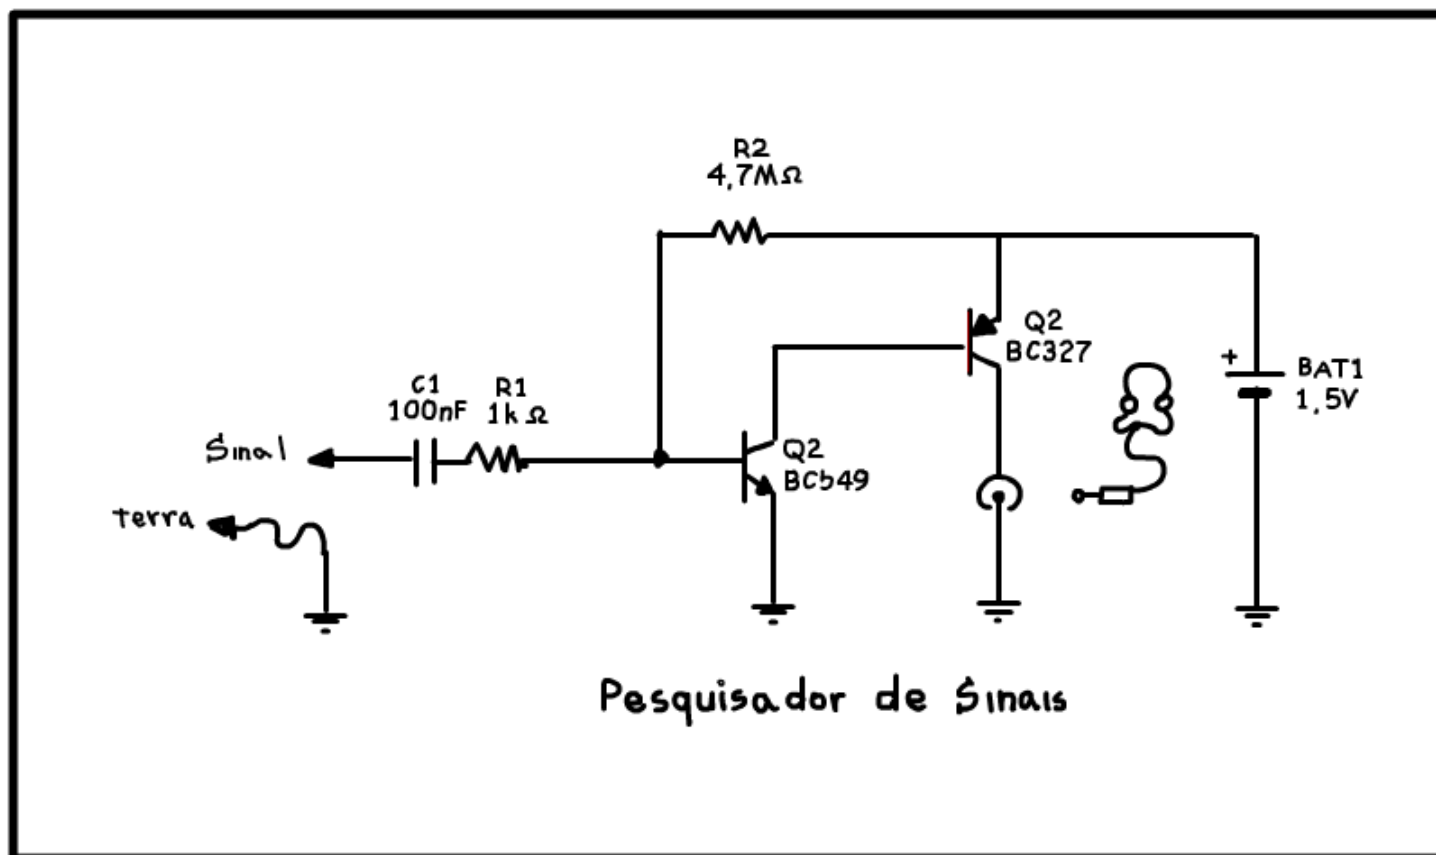 R2
4,7MΩ
Q2
BC327
+
BAT1
1,5V
C1
100nF
R1
1kΩ
Sinal
Q2
BC549
terra
Pesquisador de Sinais